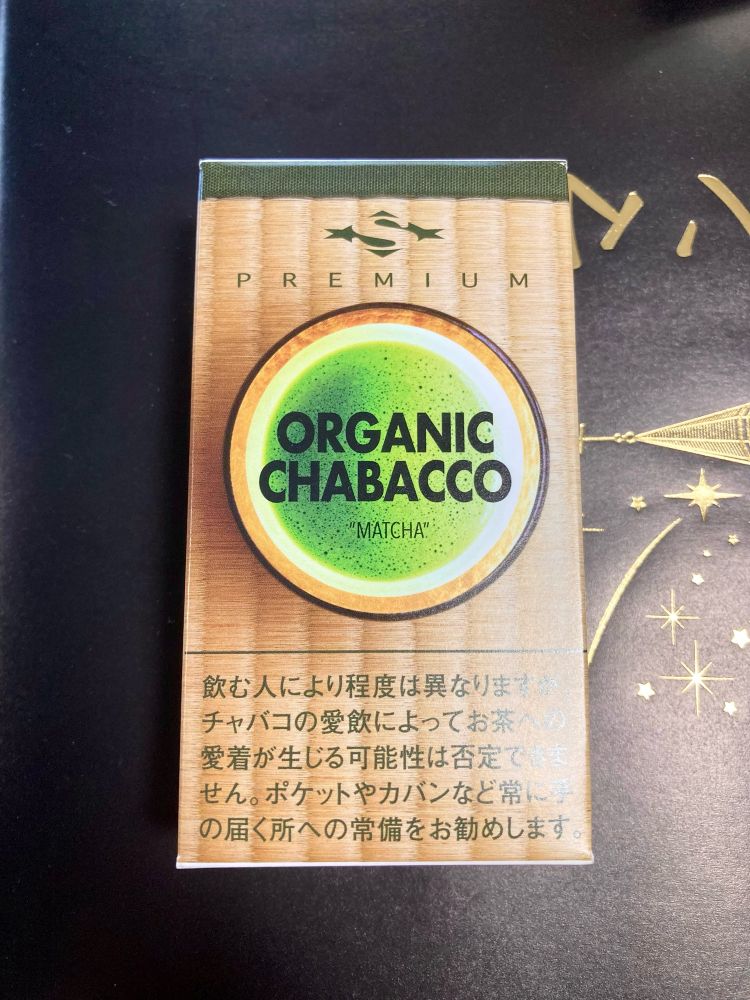 PREMIUM
ORGANIC
CHABACCO
"MATCHA"
飲む人により程度は異なりますが、
チャバコの愛飲によってお茶への
愛着が生じる可能性は否定できま
せん。ポケットやカバンなど常に手
の届く所への常備をお勧めします。